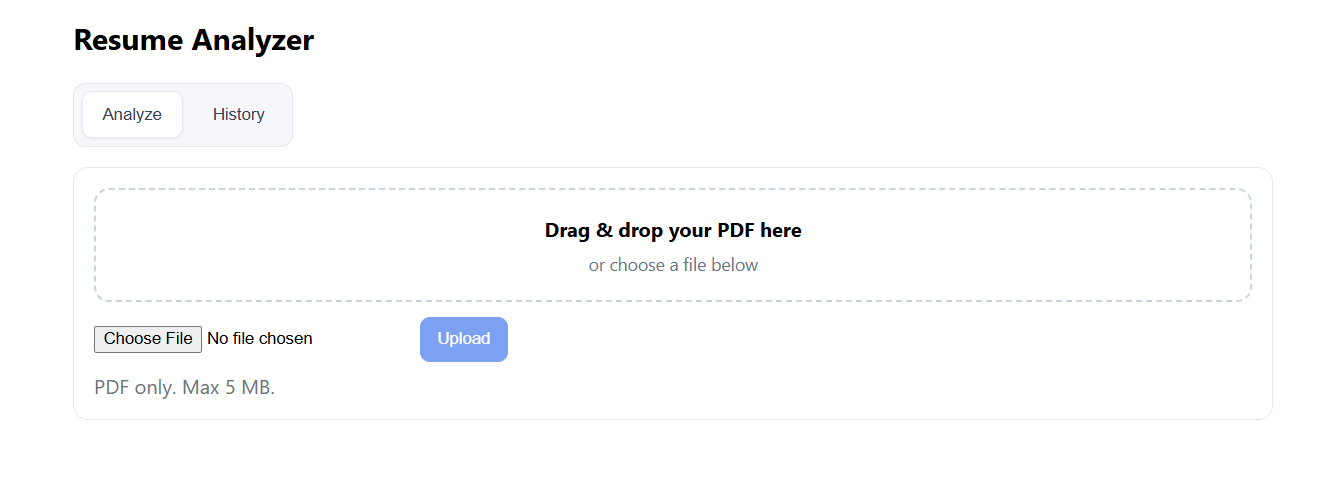 Resume Analyzer
Analyze History
Drag & drop your PDF here
or choose a file below
Choose File No file chosen Upload
PDF only. Max 5 MB.